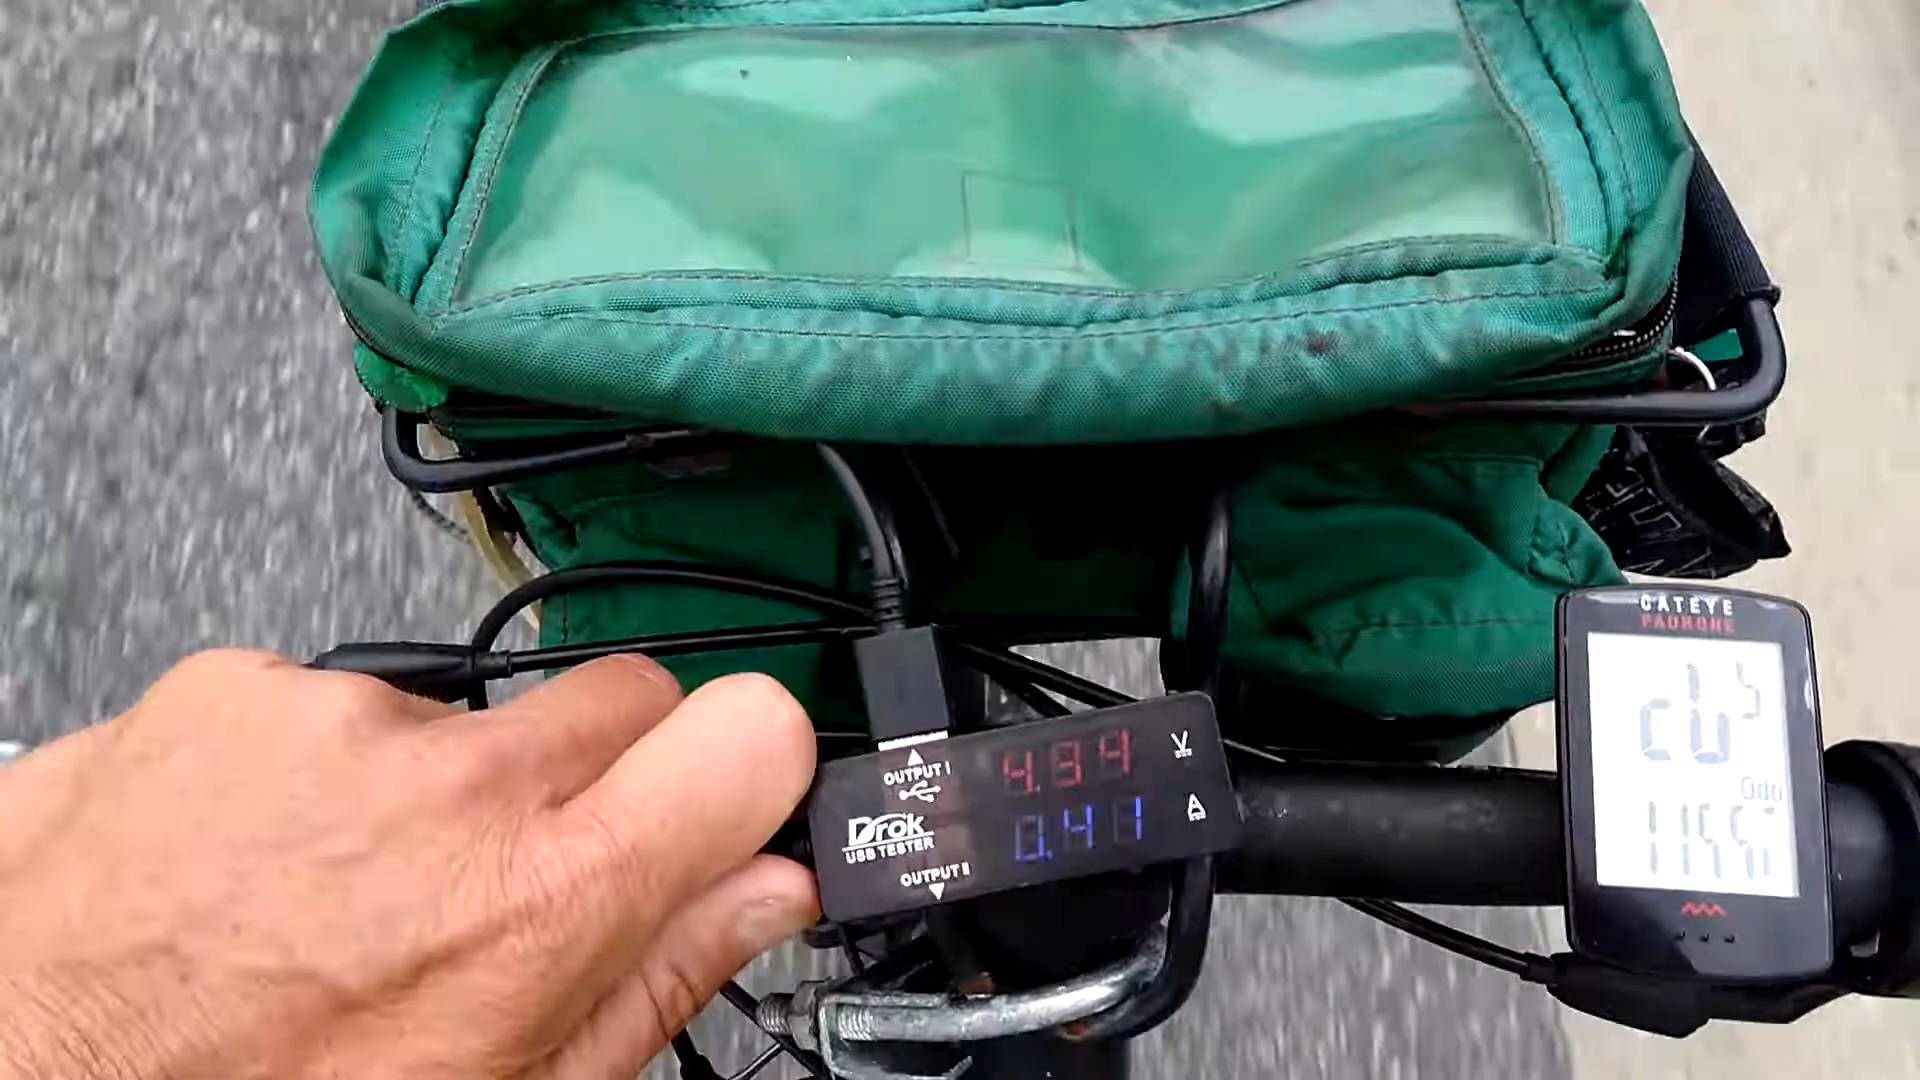 CATEYE
PADRONE
OUTPUT I
4.94 V
0.41 A
Drok
USB TESTER
OUTPUT II
Odo